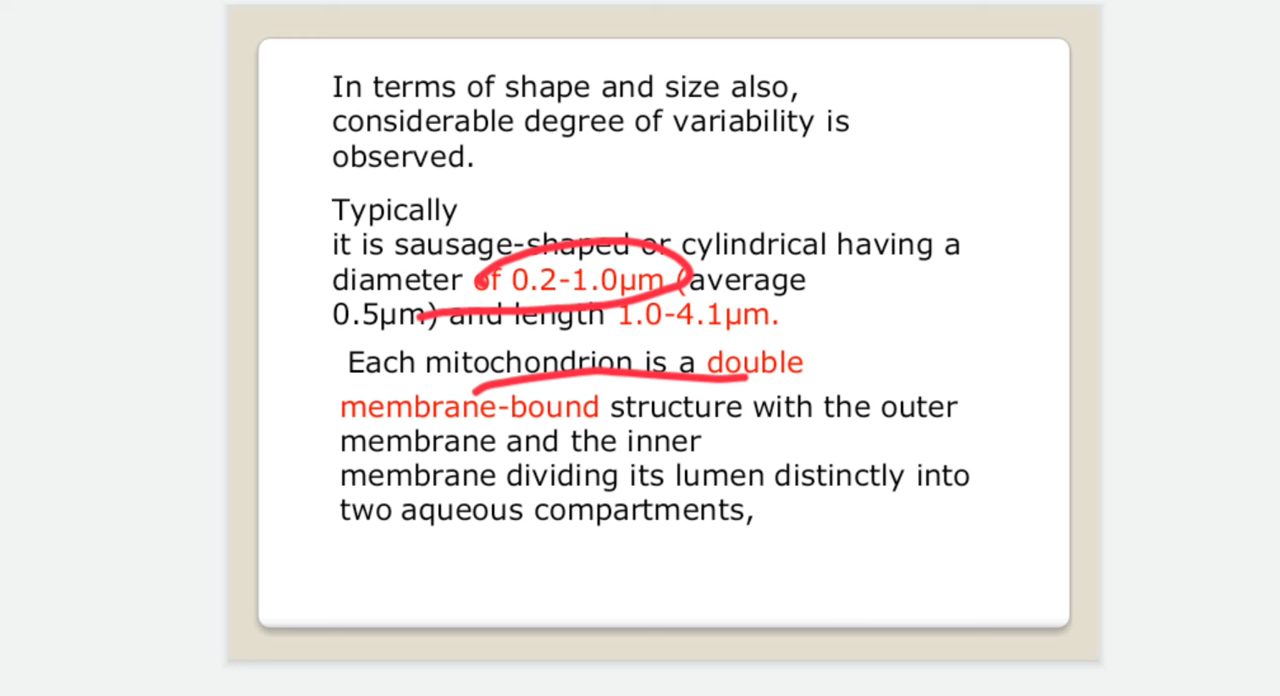 In terms of shape and size also,
considerable degree of variability is
observed.
Typically
it is sausage-shaped or cylindrical having a
diameter of 0.2-1.0µm (average
0.5µm) and length 1.0-4.1µm.
Each mitochondrion is a double
membrane-bound structure with the outer
membrane and the inner
membrane dividing its lumen distinctly into
two aqueous compartments,